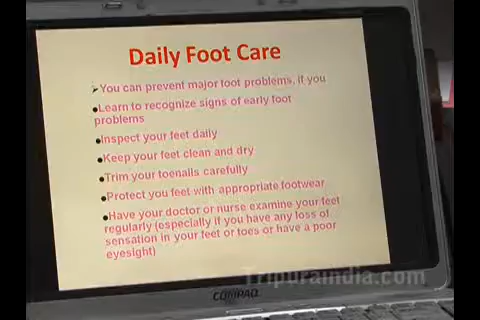 Daily Foot Care
➢You can prevent major foot problems, if you
●Learn to recognize signs of early foot
problems
●Inspect your feet daily
●Keep your feet clean and dry
●Trim your toenails carefully
●Protect you feet with appropriate footwear
●Have your doctor or nurse examine your feet
regularly (especially if you have any loss of
sensation in your feet or toes or have a poor
eyesight)
Tripuraindia.com
COMPAQ